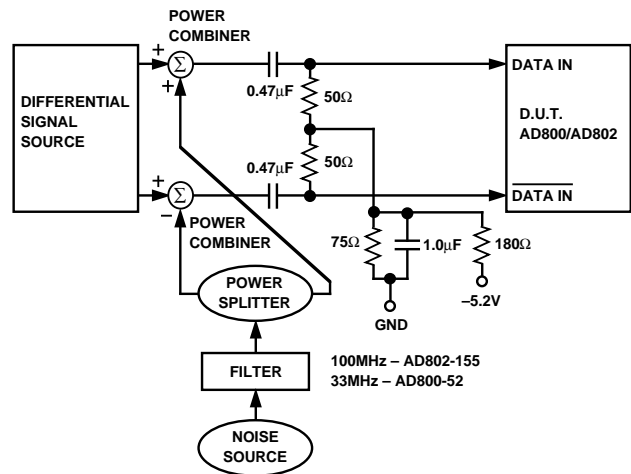 POWER
COMBINER
DIFFERENTIAL
SIGNAL
SOURCE
+
Σ
+
0.47µF
50Ω
DATA IN
D.U.T.
AD800/AD802
0.47µF
50Ω
+
Σ
–
DATA IN
POWER
COMBINER
75Ω
1.0µF
180Ω
–5.2V
GND
POWER
SPLITTER
FILTER
100MHz – AD802-155
33MHz – AD800-52
NOISE
SOURCE